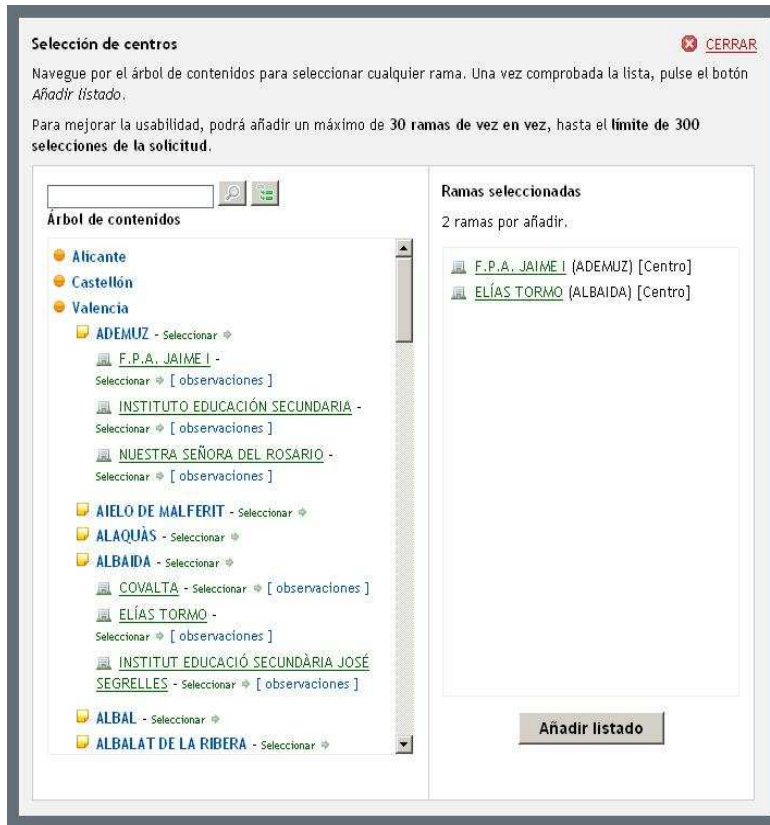 Selección de centros
CERRAR
Navegue por el árbol de contenidos para seleccionar cualquier rama. Una vez comprobada la lista, pulse el botón
Añadir listado.
Para mejorar la usabilidad, podrá añadir un máximo de 30 ramas de vez en vez, hasta el límite de 300
selecciones de la solicitud.
Árbol de contenidos
Alicante
Castellón
Valencia
ADEMUZ - Seleccionar
F.P.A. JAIME I -
Seleccionar [ observaciones ]
INSTITUTO EDUCACIÓN SECUNDARIA -
Seleccionar [ observaciones ]
NUESTRA SEÑORA DEL ROSARIO -
Seleccionar [ observaciones ]
AIELO DE MALFERIT - Seleccionar
ALAQUÀS - Seleccionar
ALBAIDA - Seleccionar
COVALTA - Seleccionar [ observaciones ]
ELÍAS TORMO -
Seleccionar [ observaciones ]
INSTITUT EDUCACIÓ SECUNDÀRIA JOSÉ
SEGRELLES - Seleccionar [ observaciones ]
ALBAL - Seleccionar
ALBALAT DE LA RIBERA - Seleccionar
Ramas seleccionadas
2 ramas por añadir.
F.P.A. JAIME I (ADEMUZ) [Centro]
ELÍAS TORMO (ALBAIDA) [Centro]
Añadir listado